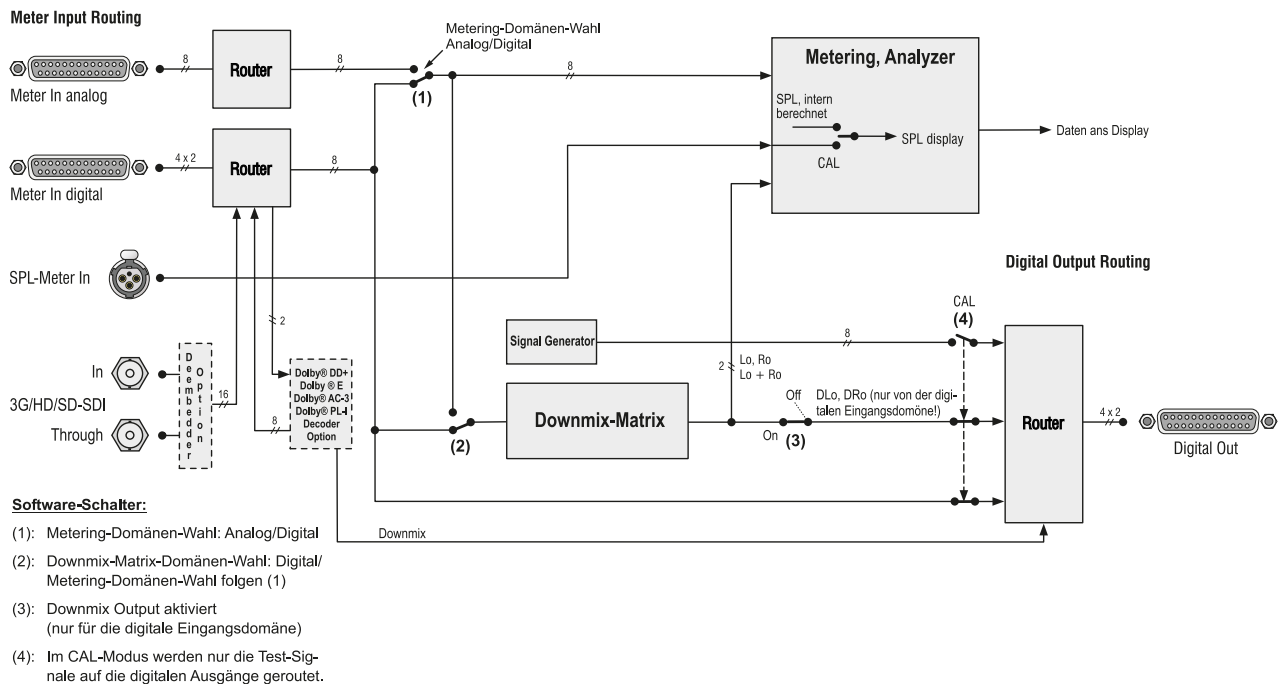 Meter Input Routing
Meter In analog
8
Router
8
Metering-Domänen-Wahl
Analog/Digital
(1)
8
Metering, Analyzer
SPL, intern
berechnet
SPL display
CAL
Daten ans Display
Meter In digital
4 x 2
Router
8
SPL-Meter In
2
In
3G/HD/SD-SDI
Through
Deembedder
Option
16
8
Dolby® DD+
Dolby ® E
Dolby® AC-3
Dolby® PL-I
Decoder
Option
Signal Generator
8
2
Lo, Ro
Lo + Ro
(2)
Downmix-Matrix
Off
On
(3)
DLo, DRo (nur von der digi-
talen Eingangsdomöne!)
Digital Output Routing
CAL
(4)
Router
4 x 2
Digital Out
Downmix
Software-Schalter:
(1): Metering-Domänen-Wahl: Analog/Digital
(2): Downmix-Matrix-Domänen-Wahl: Digital/
Metering-Domänen-Wahl folgen (1)
(3): Downmix Output aktiviert
(nur für die digitale Eingangsdomäne)
(4): Im CAL-Modus werden nur die Test-Sig-
nale auf die digitalen Ausgänge geroutet.